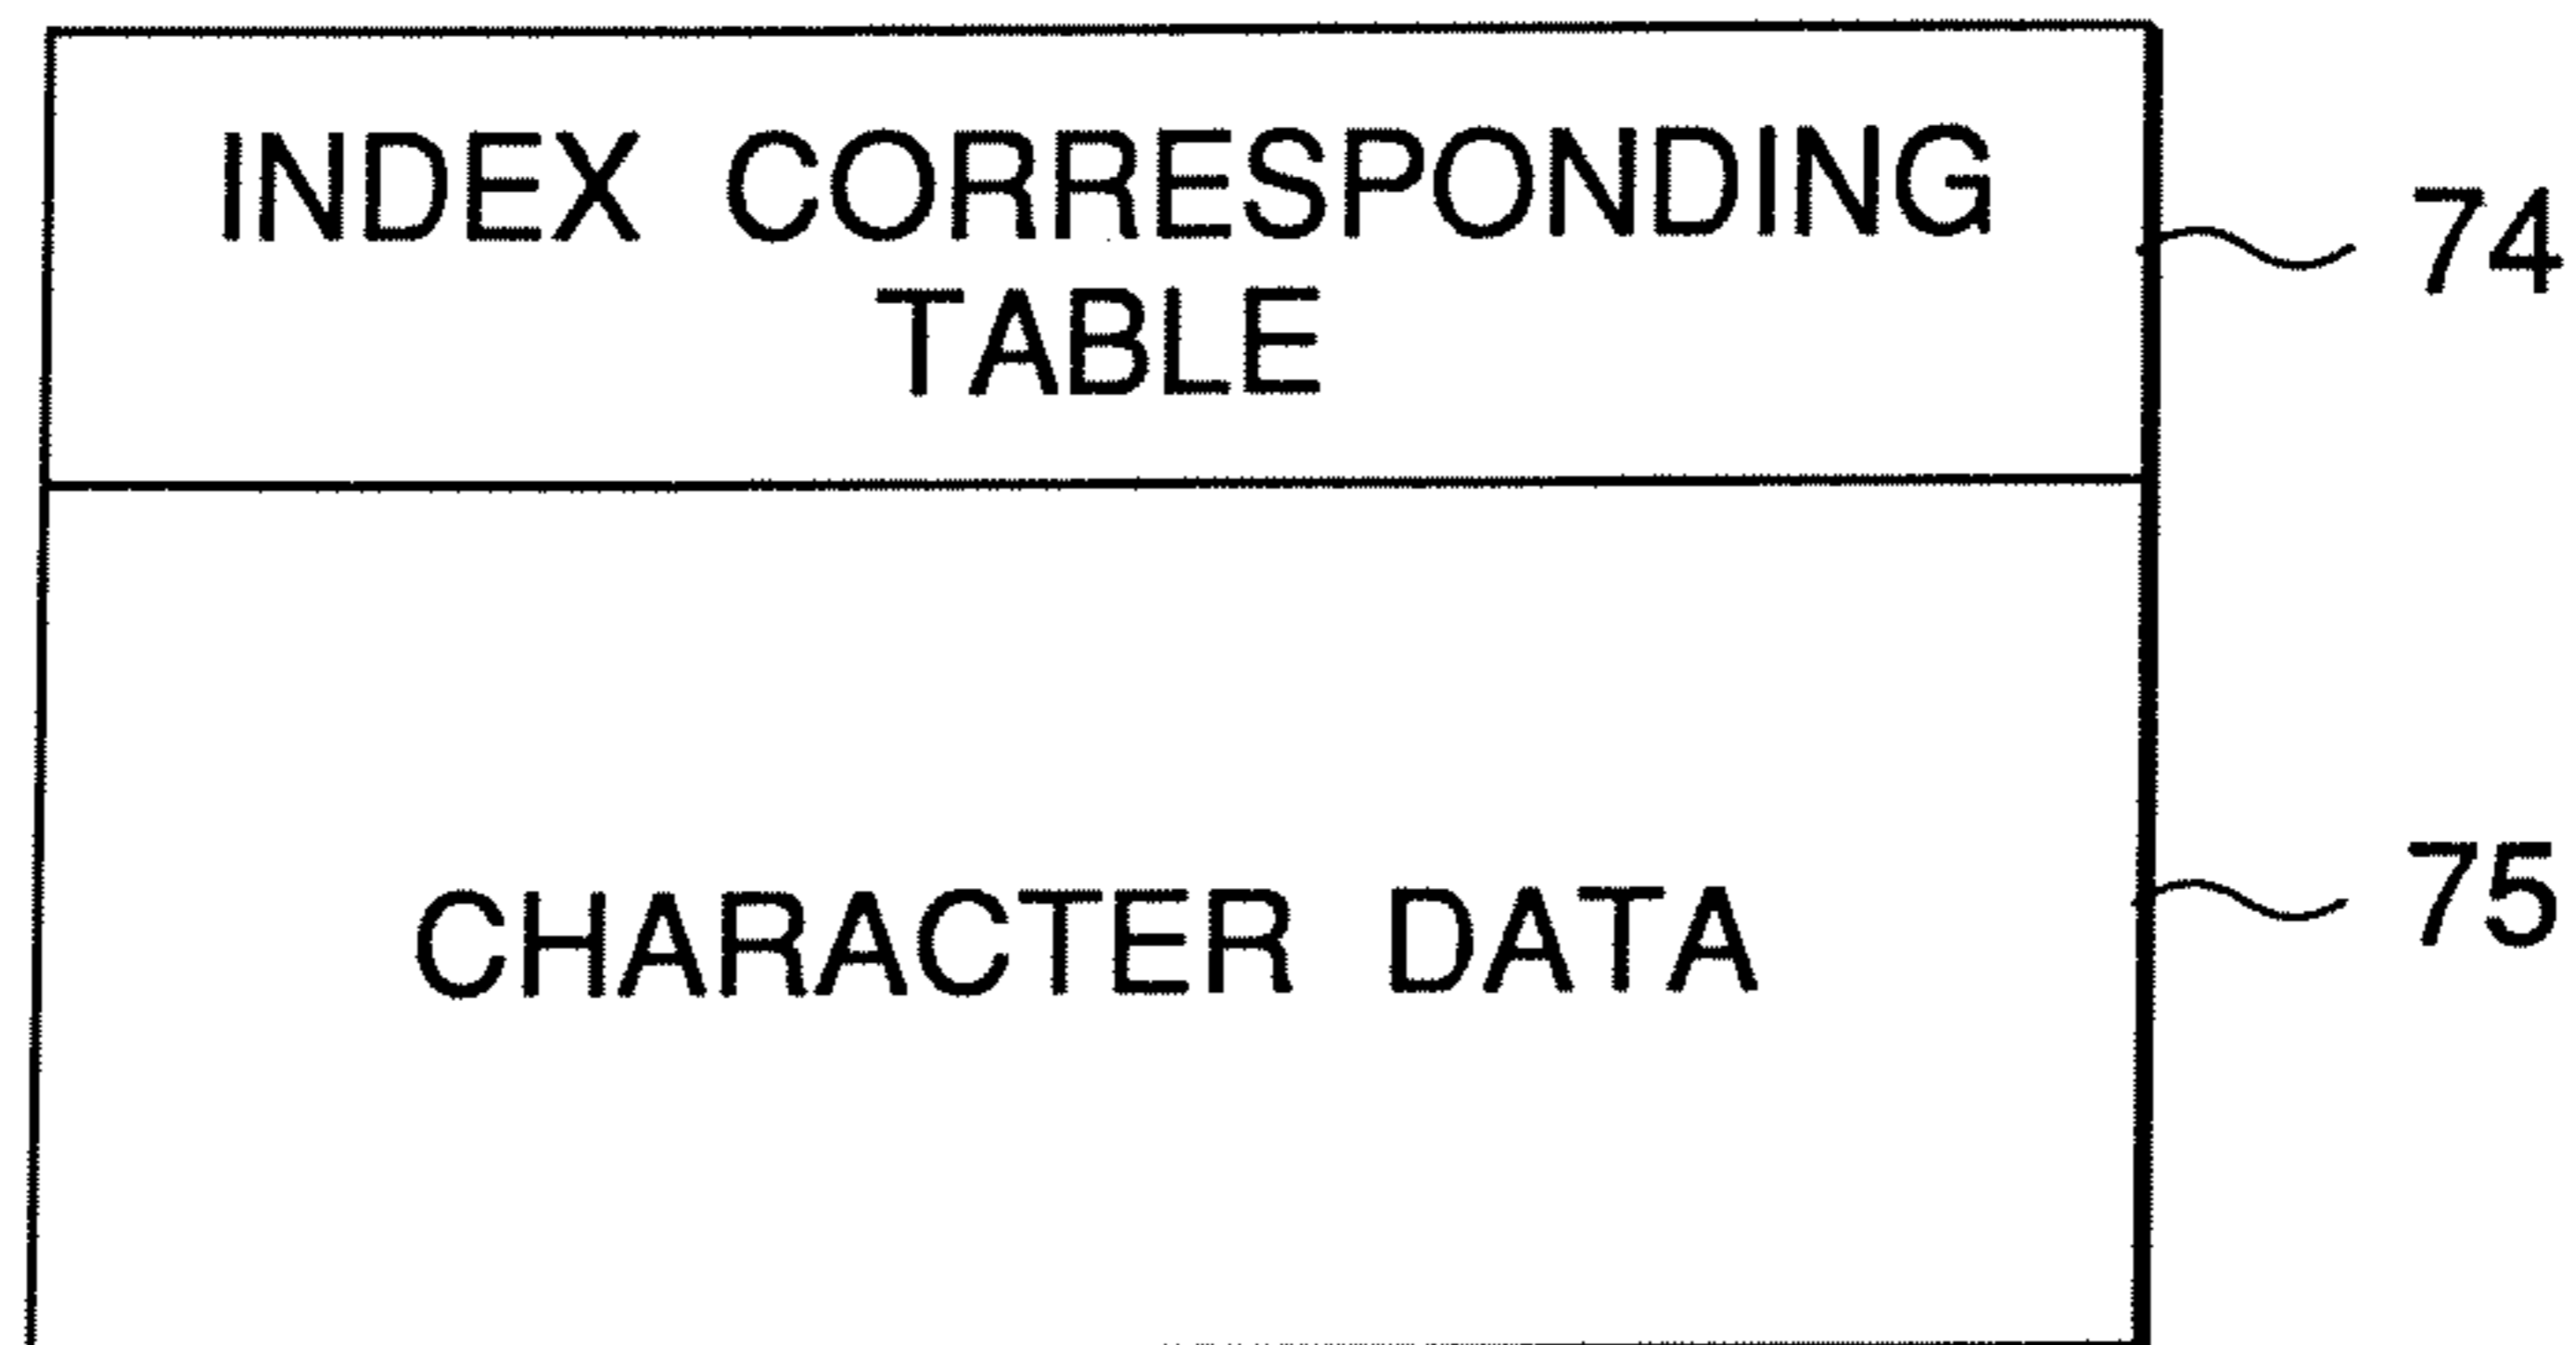 INDEX CORRESPONDING
TABLE
74
CHARACTER DATA
75